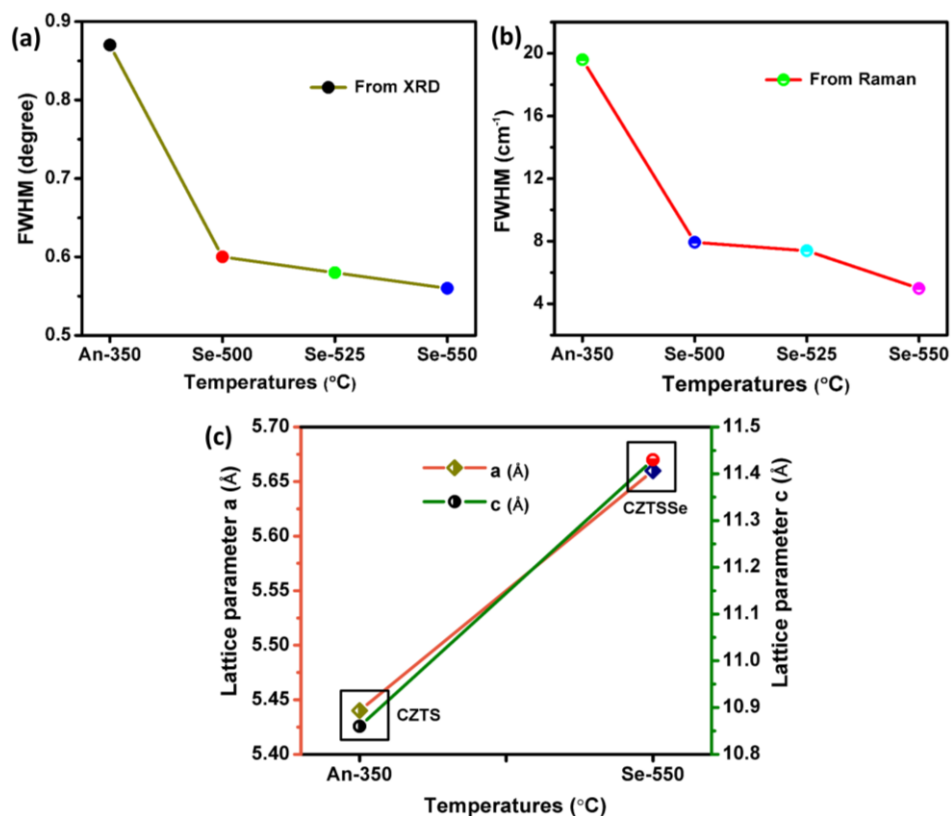 (a)
0.9
0.8
0.7
0.6
0.5
FWHM (degree)
From XRD
An-350 Se-500 Se-525 Se-550
Temperatures (°C)
(b)
20
16
12
8
4
FWHM (cm⁻¹)
From Raman
An-350 Se-500 Se-525 Se-550
Temperatures (°C)
(c)
5.70
5.65
5.60
5.55
5.50
5.45
5.40
Lattice parameter a (Å)
a (Å)
c (Å)
CZTSSe
CZTS
11.5
11.4
11.3
11.2
11.1
11.0
10.9
10.8
Lattice parameter c (Å)
An-350 Se-550
Temperatures (°C)